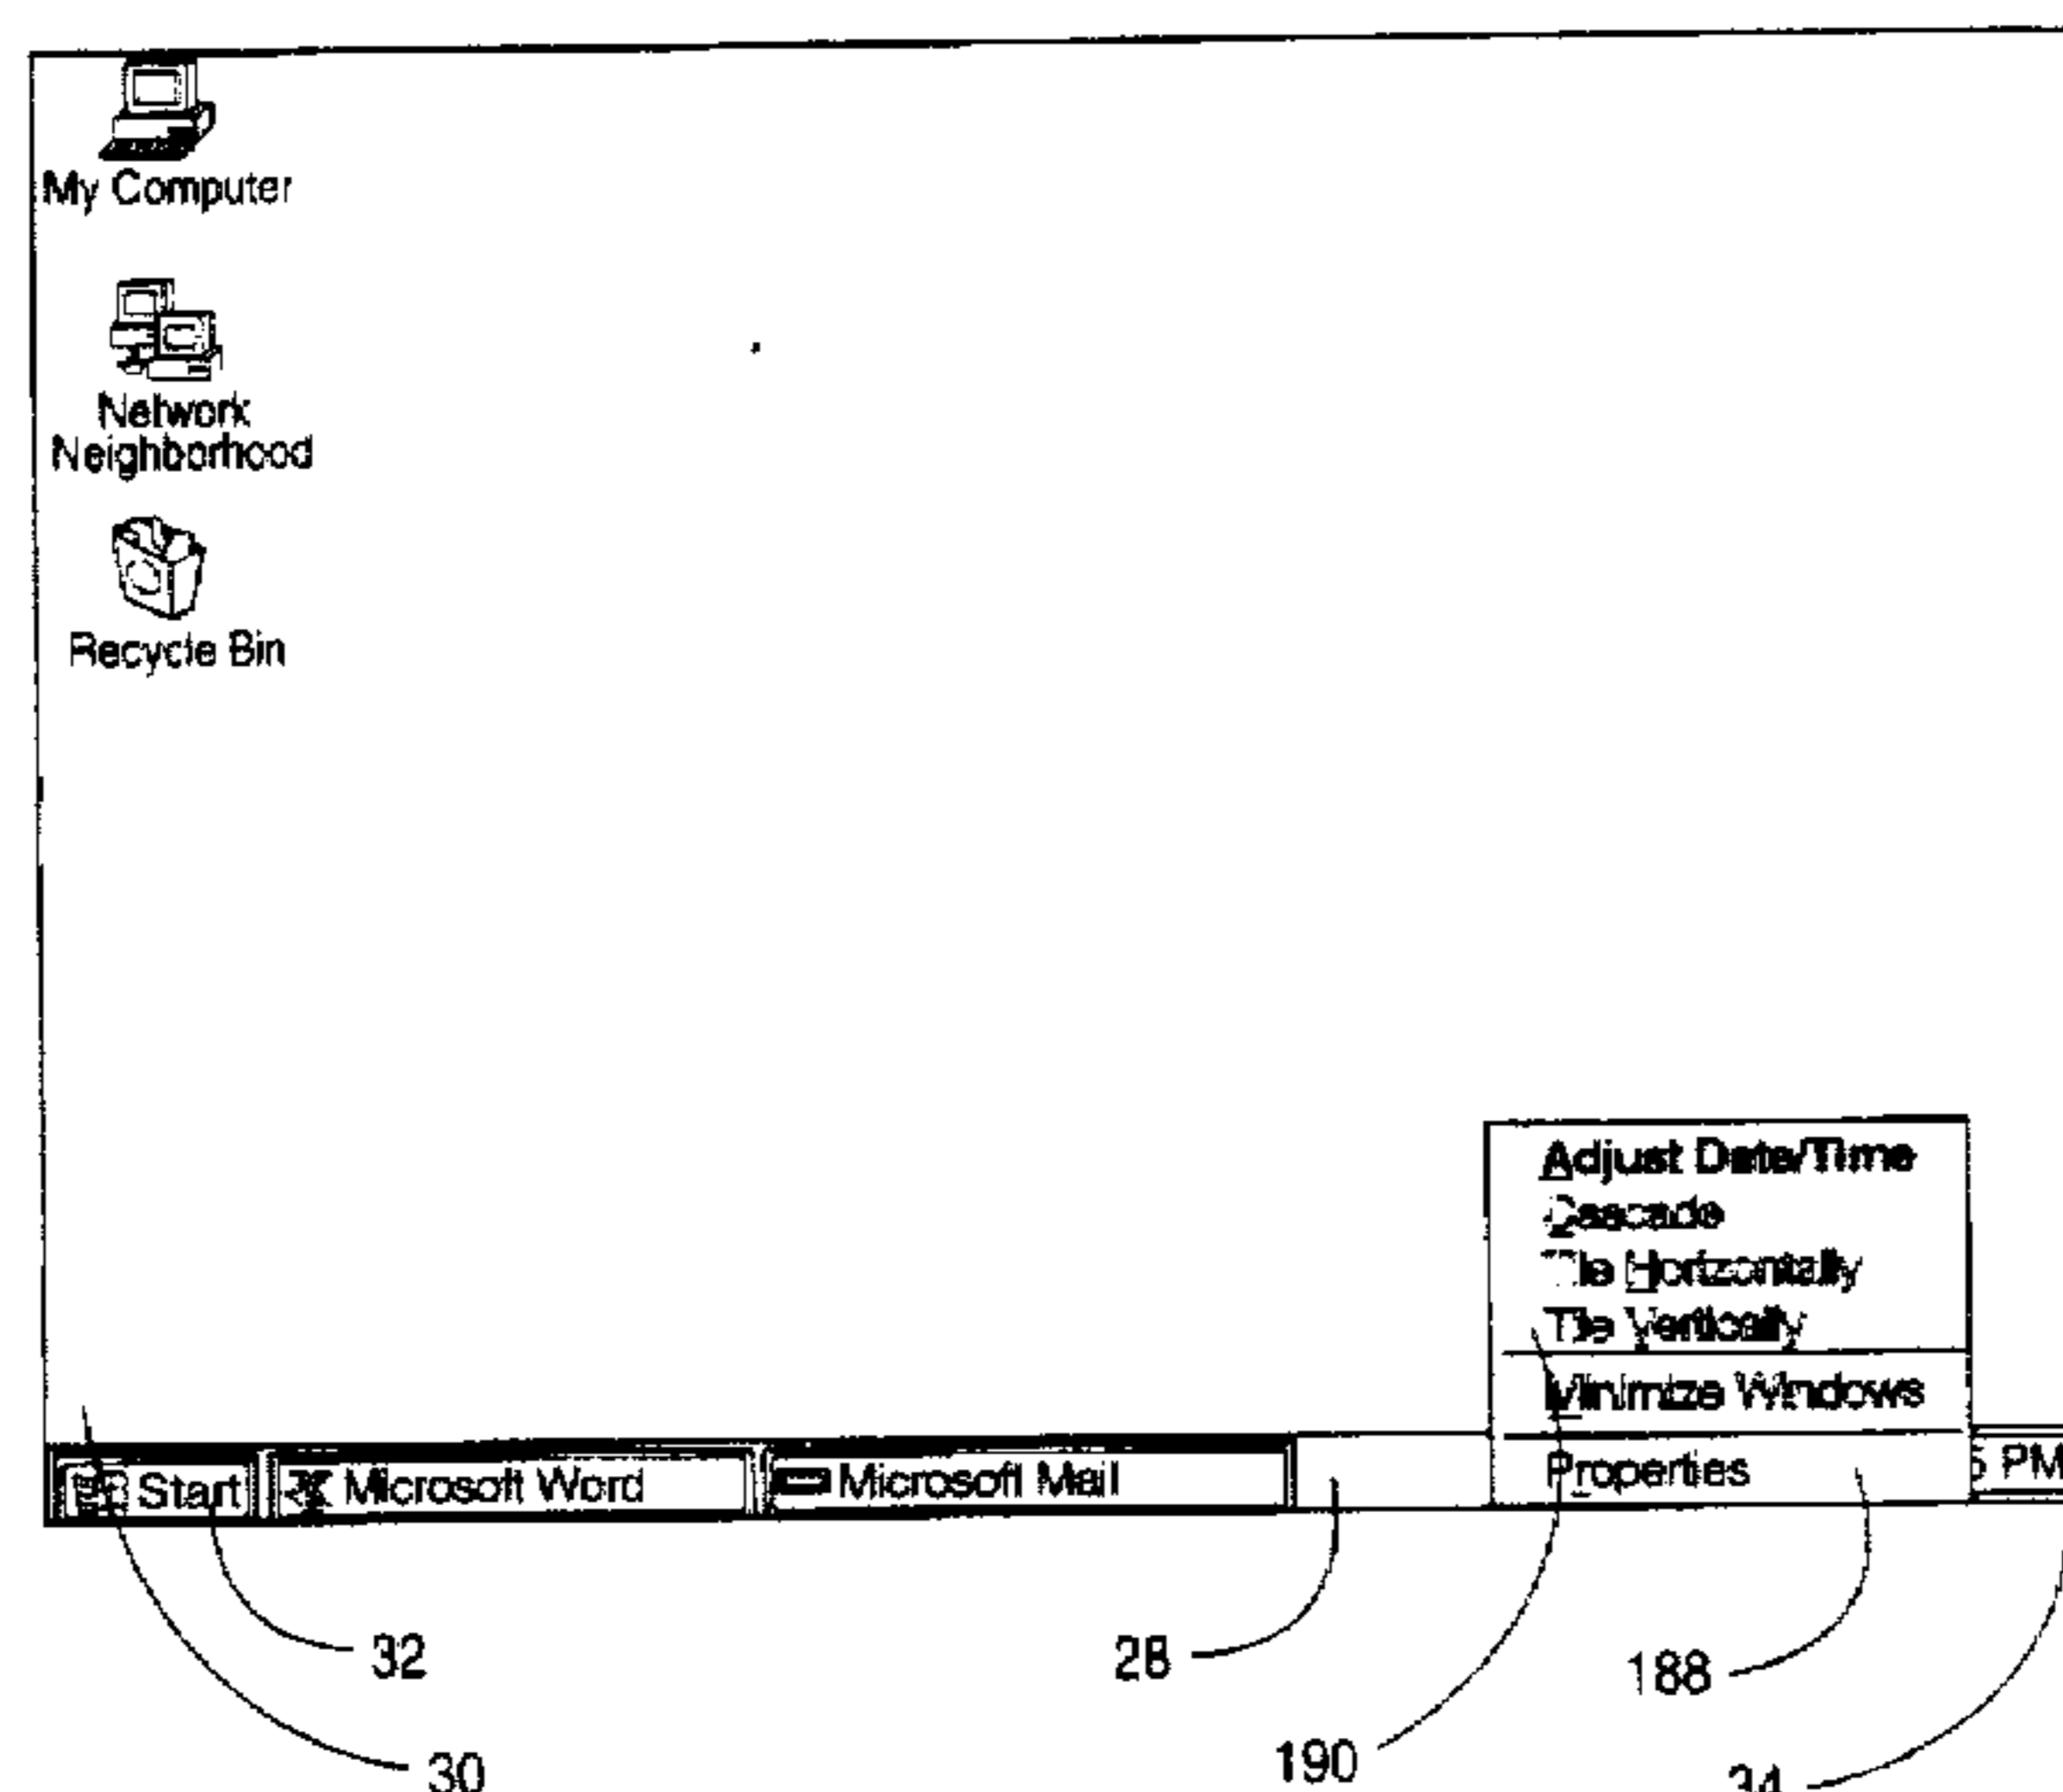 My Computer
Network
Neighborhood
Recycle Bin
Adjust Date/Time
Cascade
Tile Horizontally
Tile Vertically
Minimize Windows
Properties
Start
Microsoft Word
Microsoft Mail
5 PM
32
28
188
30
190
34